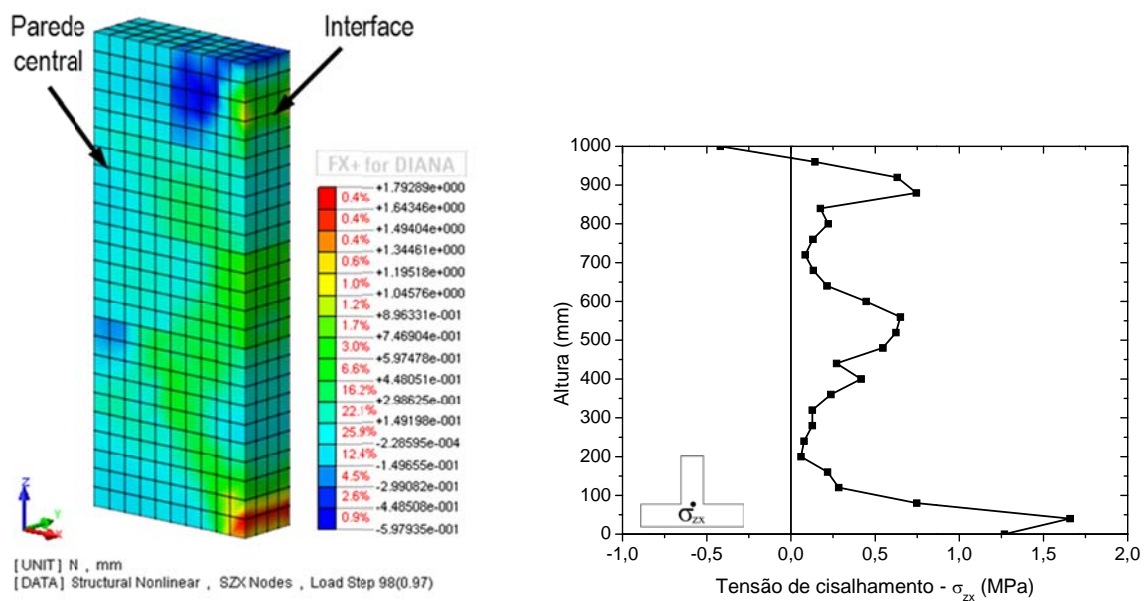 Parede
central
Interface
FX+ for DIANA
+1.79289e+000
0.4%
+1.64346e+000
0.4%
+1.49404e+000
0.4%
+1.34461e+000
0.6%
+1.19518e+000
1.0%
+1.04576e+000
1.2%
+8.96331e-001
1.7%
+7.46904e-001
3.0%
+5.97478e-001
6.6%
+4.48051e-001
16.2%
+2.98625e-001
22.1%
+1.49198e-001
25.9%
-2.28595e-004
12.4%
-1.49655e-001
4.5%
-2.99082e-001
2.6%
-4.48508e-001
0.9%
-5.97935e-001
Z
Y
X
[UNIT] N , mm
[DATA] Structural Nonlinear , SZX Nodes , Load Step 98(0.97)
Altura (mm)
1000
900
800
700
600
500
400
300
200
100
0
σzx
-1,0 -0,5 0,0 0,5 1,0 1,5 2,0
Tensão de cisalhamento - σzx (MPa)